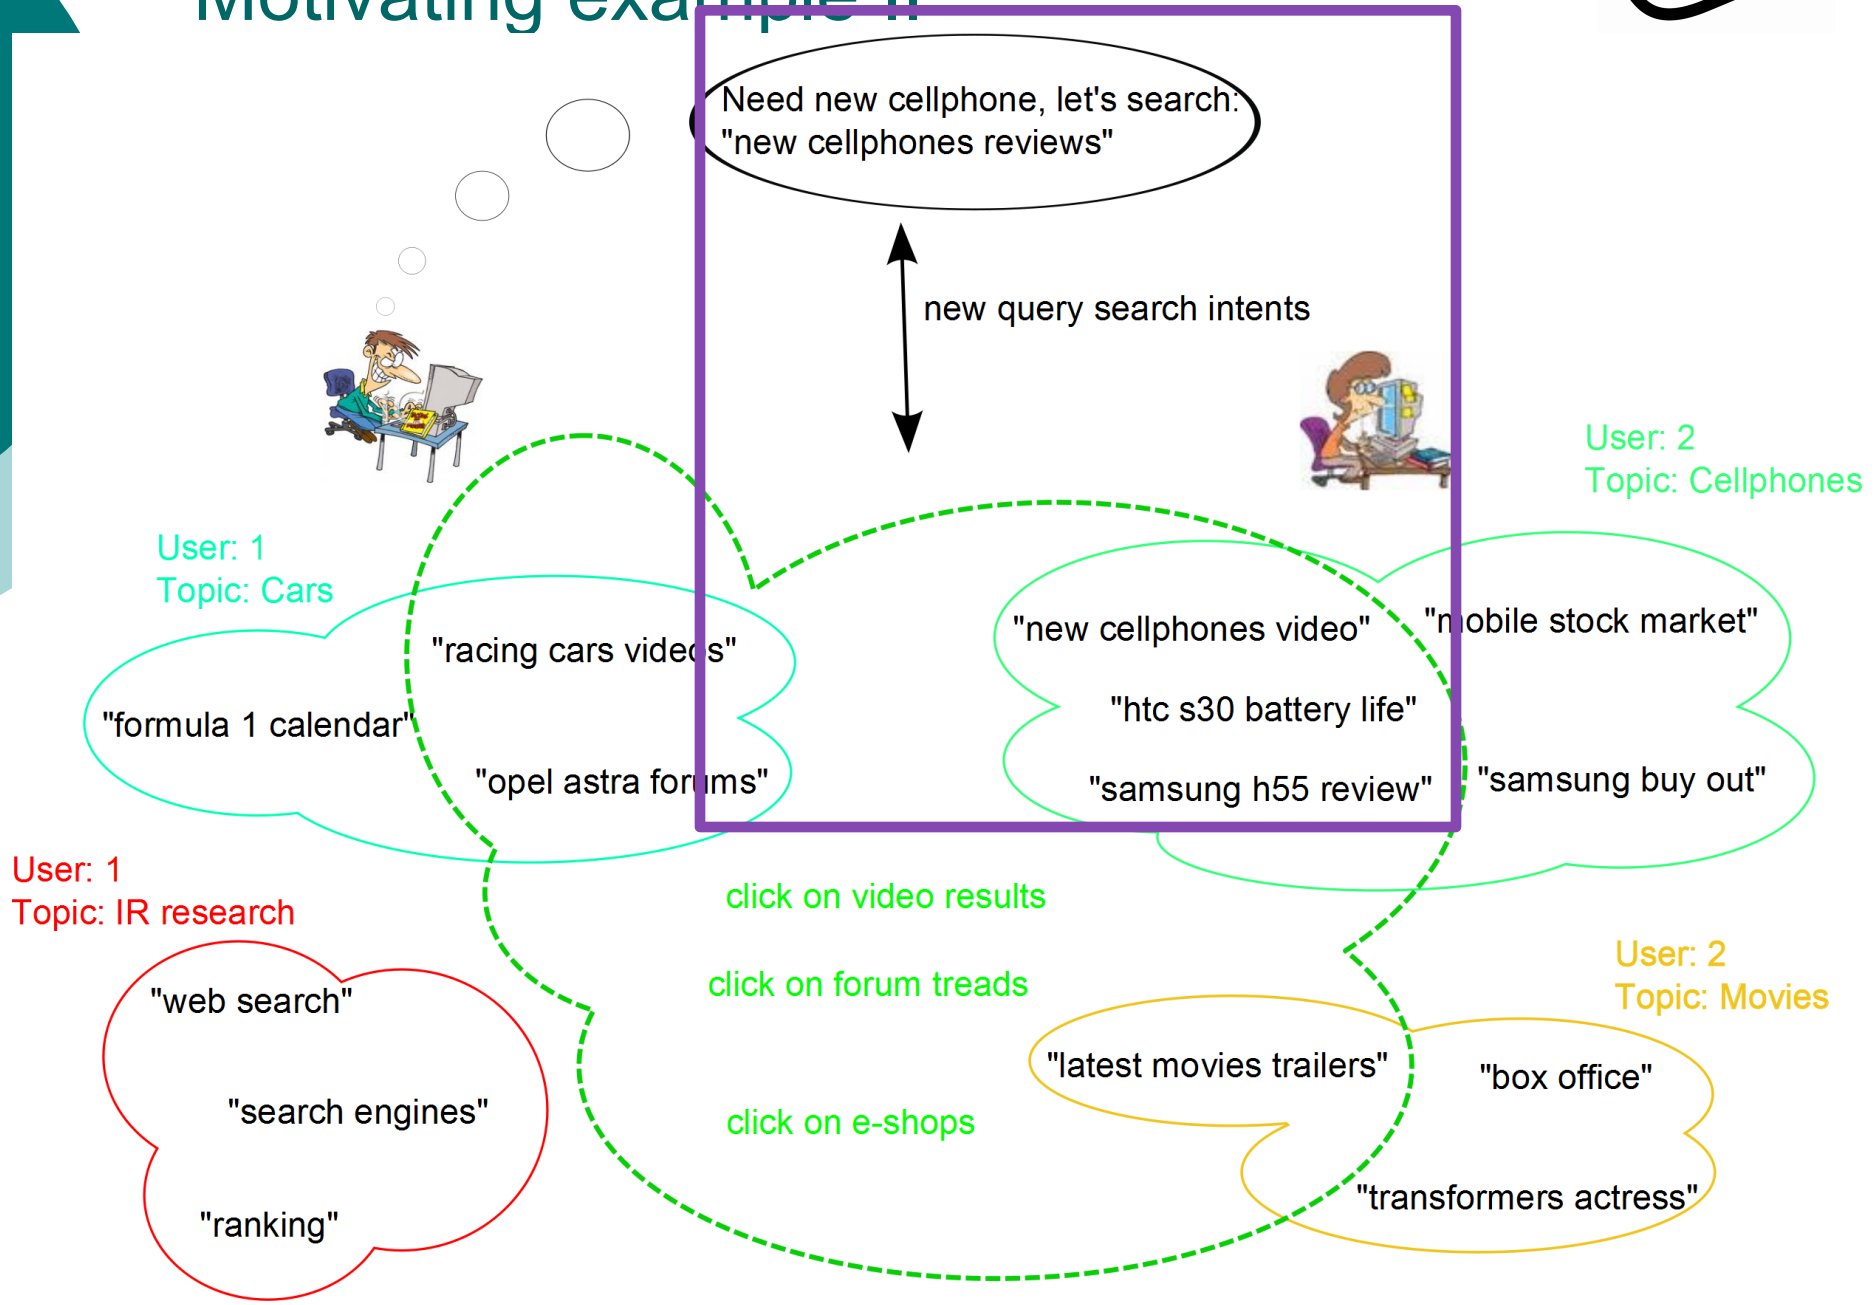 Motivating example II
Need new cellphone, let's search:
"new cellphones reviews"
new query search intents
User: 2
Topic: Cellphones
User: 1
Topic: Cars
"racing cars videos"
"formula 1 calendar"
"opel astra forums"
"new cellphones video"
"mobile stock market"
"htc s30 battery life"
"samsung h55 review"
"samsung buy out"
User: 1
Topic: IR research
click on video results
click on forum treads
click on e-shops
"web search"
"search engines"
"ranking"
User: 2
Topic: Movies
"latest movies trailers"
"box office"
"transformers actress"